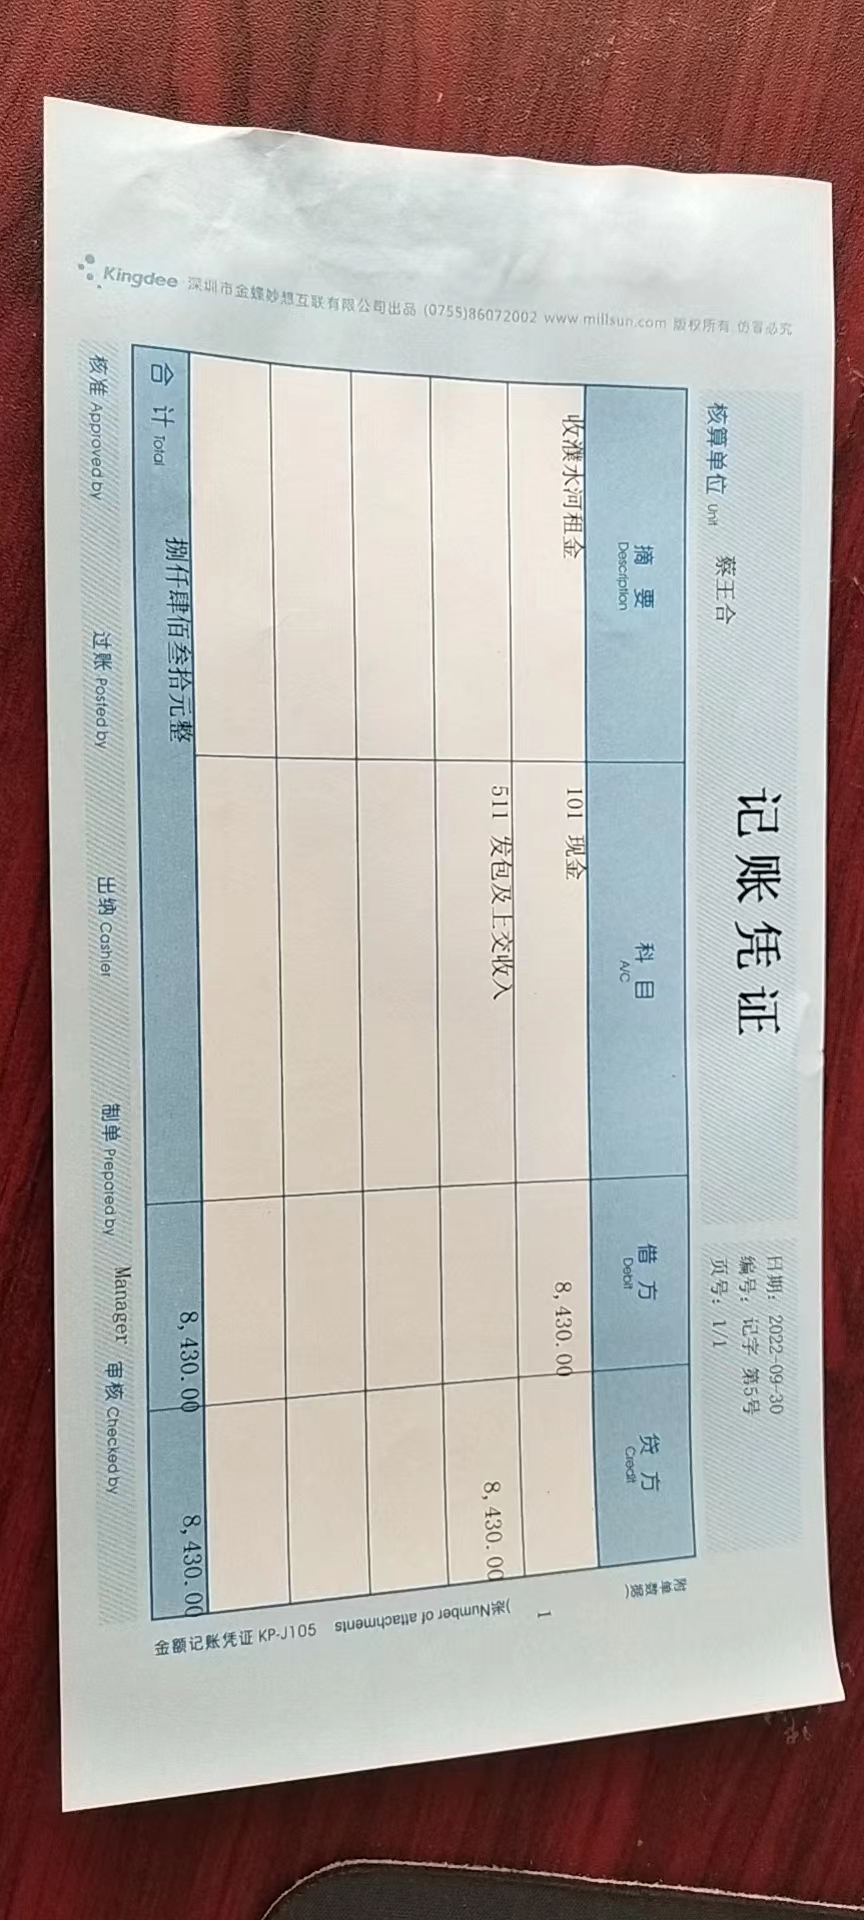 记账凭证
日期: 2022-09-30
编号: 记字 第5号
页号: 1/1
核算单位 Unit 蔡王合
摘要 Description 科目 A/C 借方 Debit 贷方 Credit
收濮水河租金 101 现金 8,430.00
511 发包及上交收入 8,430.00
合计 Total 捌仟肆佰叁拾元整 8,430.00 8,430.00
核准 Approved by 过账 Posted by 出纳 Cashier 制单 Prepared by Manager 审核 Checked by
附单数据) 1 张Number of attachments)
金额记账凭证 KP-J105
Kingdee 深圳市金蝶妙想互联有限公司出品 (0755)86072002 www.millsun.com 版权所有 仿冒必究